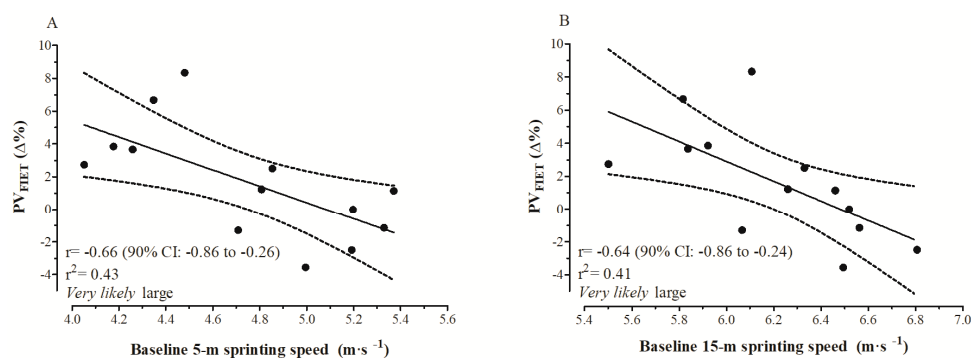 A
10
8
6
4
2
0
-2
-4
PV_FIET (Δ%)
r= -0.66 (90% CI: -0.86 to -0.26)
r²= 0.43
Very likely large
4.0 4.2 4.4 4.6 4.8 5.0 5.2 5.4 5.6
Baseline 5-m sprinting speed (m·s ⁻¹)
B
10
8
6
4
2
0
-2
-4
PV_FIET (Δ%)
r= -0.64 (90% CI: -0.86 to -0.24)
r²= 0.41
Very likely large
5.4 5.6 5.8 6.0 6.2 6.4 6.6 6.8 7.0
Baseline 15-m sprinting speed (m·s ⁻¹)